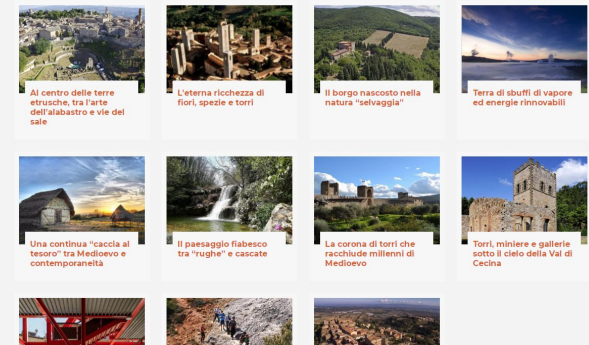 Al centro delle terre
etrusche, tra l'arte
dell'alabastro e vie del
sale
L'eterna ricchezza di
fiori, spezie e torri
Il borgo nascosto nella
natura "selvaggia"
Terra di sbuffi di vapore
ed energie rinnovabili
Una continua "caccia al
tesoro" tra Medioevo e
contemporaneità
Il paesaggio fiabesco
tra "rughe" e cascate
La corona di torri che
racchiude millenni di
Medioevo
Torri, miniere e gallerie
sotto il cielo della Val di
Cecina